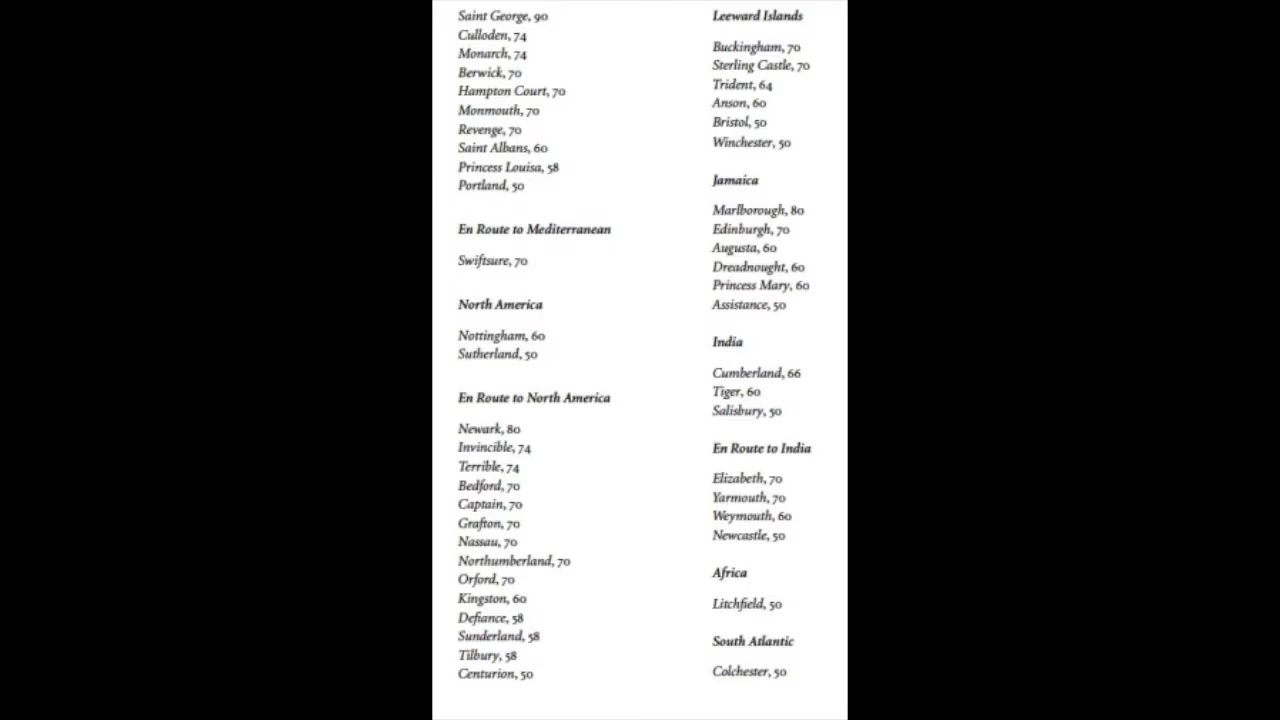 Saint George, 90
Culloden, 74
Monarch, 74
Berwick, 70
Hampton Court, 70
Monmouth, 70
Revenge, 70
Saint Albans, 60
Princess Louisa, 58
Portland, 50
En Route to Mediterranean
Swiftsure, 70
North America
Nottingham, 60
Sutherland, 50
En Route to North America
Newark, 80
Invincible, 74
Terrible, 74
Bedford, 70
Captain, 70
Grafton, 70
Nassau, 70
Northumberland, 70
Orford, 70
Kingston, 60
Defiance, 58
Sunderland, 58
Tilbury, 58
Centurion, 50
Leeward Islands
Buckingham, 70
Sterling Castle, 70
Trident, 64
Anson, 60
Bristol, 50
Winchester, 50
Jamaica
Marlborough, 80
Edinburgh, 70
Augusta, 60
Dreadnought, 60
Princess Mary, 60
Assistance, 50
India
Cumberland, 66
Tiger, 60
Salisbury, 50
En Route to India
Elizabeth, 70
Yarmouth, 70
Weymouth, 60
Newcastle, 50
Africa
Litchfield, 50
South Atlantic
Colchester, 50